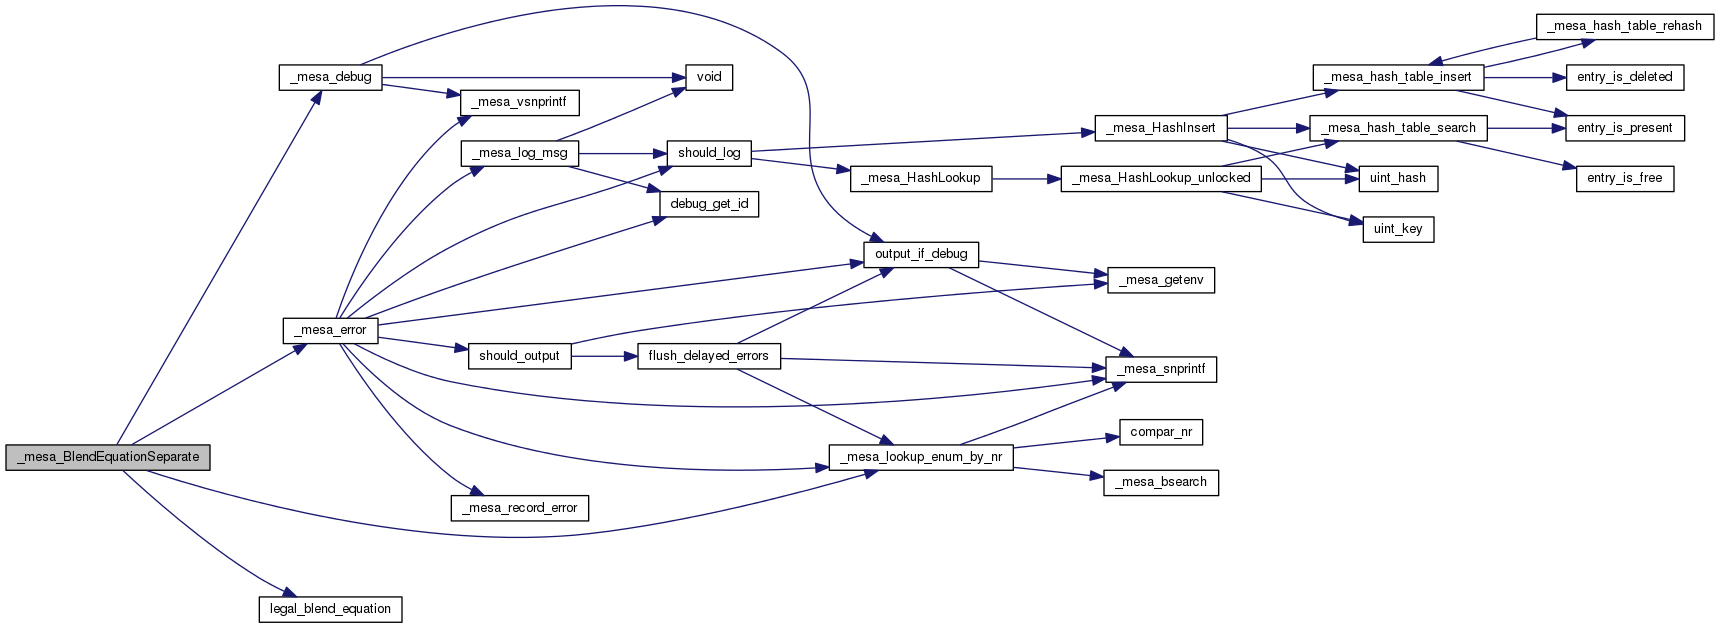 _mesa_hash_table_rehash
_mesa_debug
void
_mesa_hash_table_insert
entry_is_deleted
_mesa_vsnprintf
_mesa_HashInsert
_mesa_hash_table_search
entry_is_present
_mesa_log_msg
should_log
_mesa_HashLookup
_mesa_HashLookup_unlocked
uint_hash
entry_is_free
debug_get_id
uint_key
output_if_debug
_mesa_getenv
_mesa_error
should_output
flush_delayed_errors
_mesa_snprintf
compar_nr
_mesa_BlendEquationSeparate
_mesa_lookup_enum_by_nr
_mesa_bsearch
_mesa_record_error
legal_blend_equation